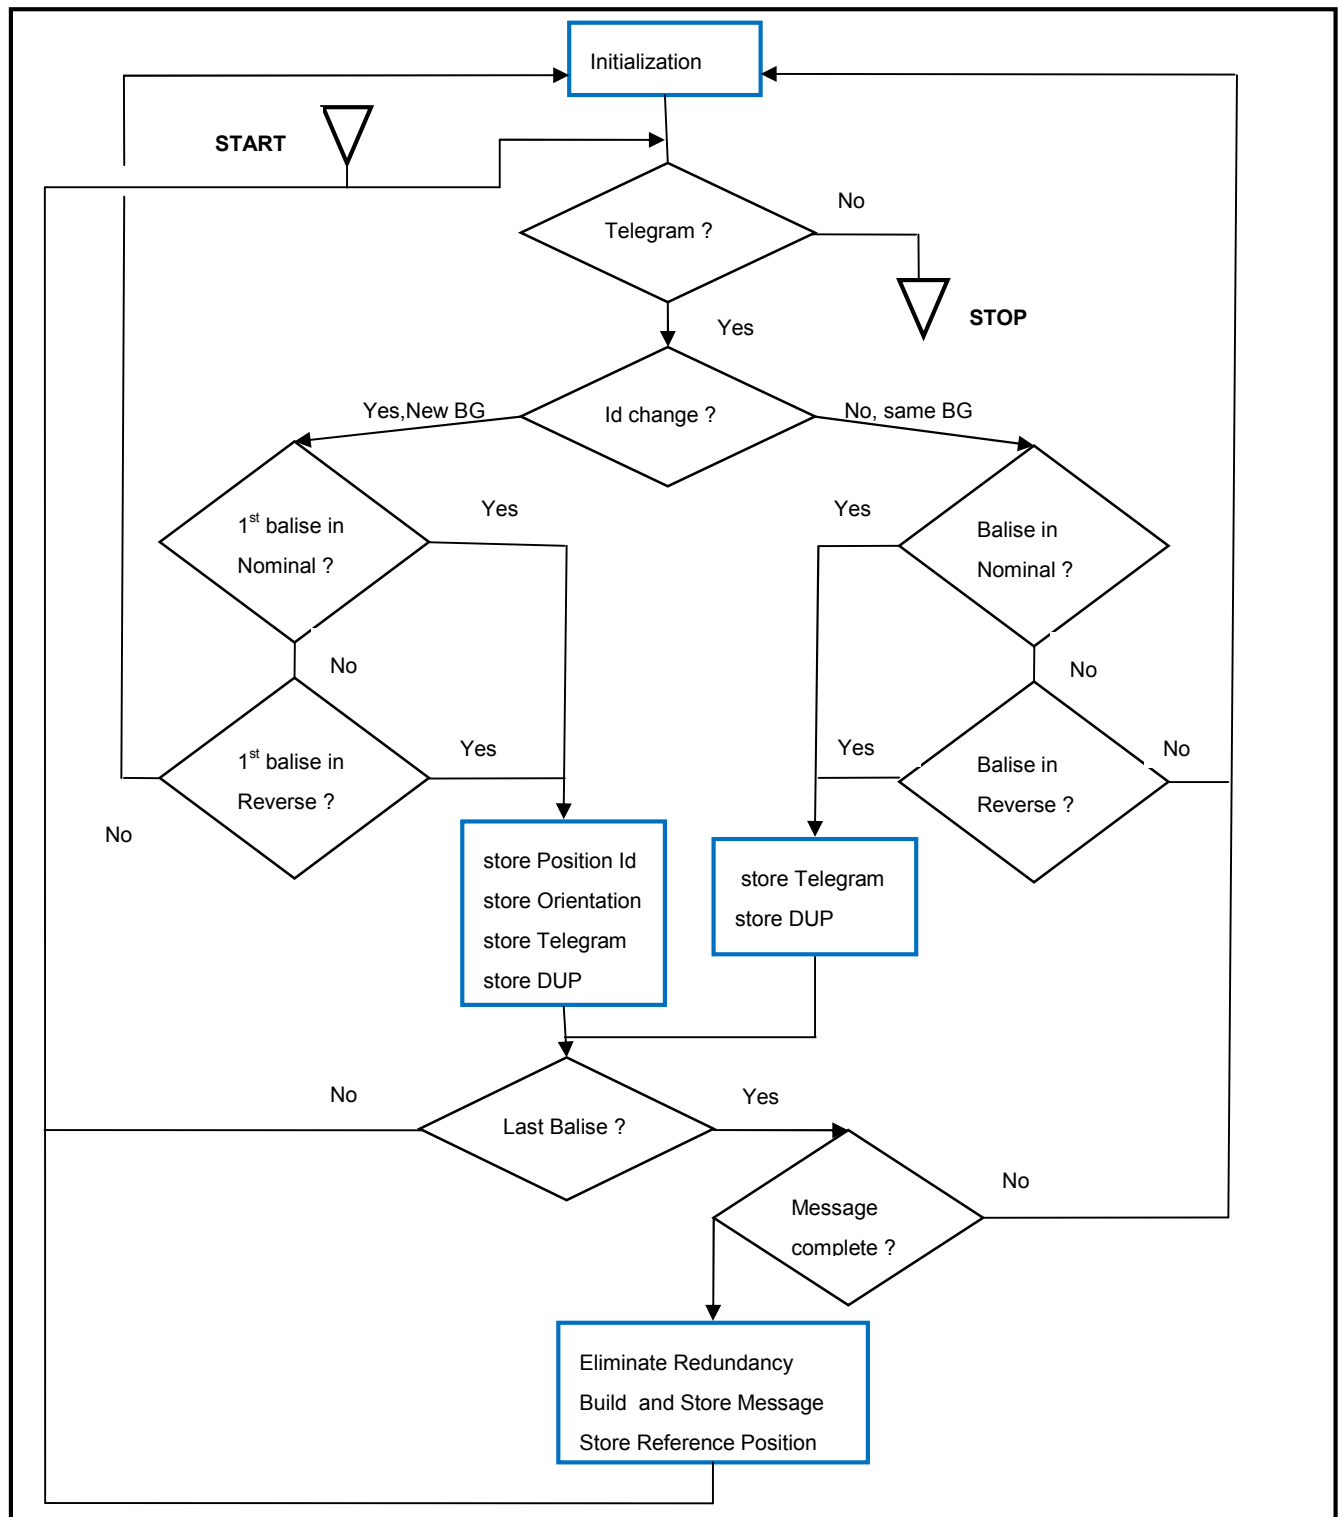 Initialization
START
No
Telegram ?
STOP
Yes
Yes,New BG
Id change ?
No, same BG
Yes
Yes
1st balise in
Nominal ?
Balise in
Nominal ?
No
No
1st balise in
Reverse ?
Yes
Yes
Balise in
Reverse ?
No
No
store Position Id
store Orientation
store Telegram
store DUP
store Telegram
store DUP
No
Last Balise ?
Yes
No
Message
complete ?
Eliminate Redundancy
Build  and Store Message
Store Reference Position